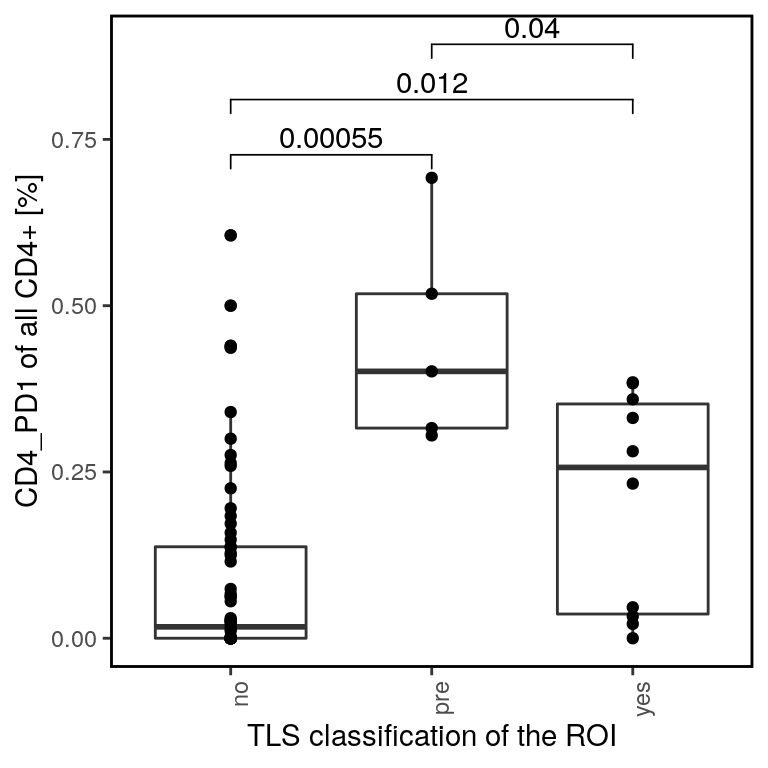 0.04
0.012
0.00055
0.75
0.50
0.25
0.00
CD4_PD1 of all CD4+ [%]
no
pre
yes
TLS classification of the ROI